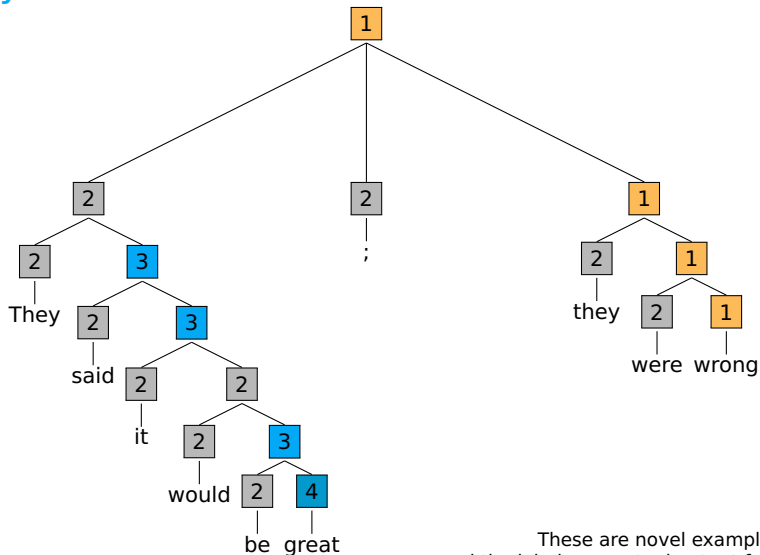 1
2 2 1
2 3 ; 2 1
They 2 3 they 2 1
said 2 2 were wrong
it 2 3
would 2 4
be great
These are novel exampl